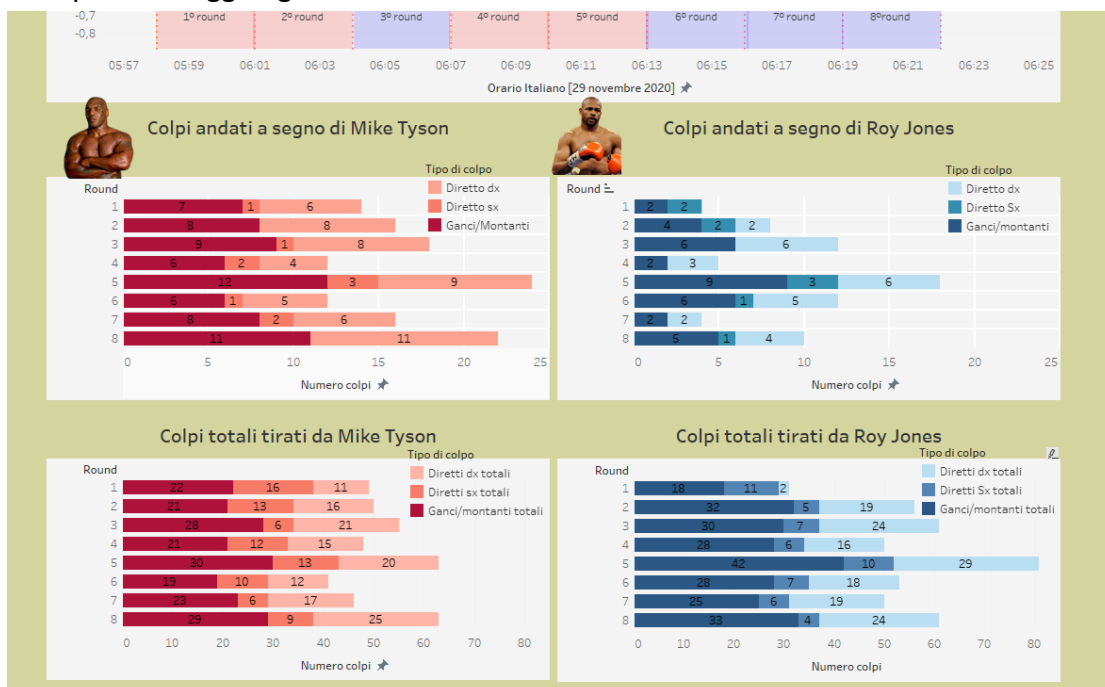 -0,7
1º round 2º round 3º round 4º round 5º round 6º round 7º round 8ºround
-0,8
05:57 05:59 06:01 06:03 06:05 06:07 06:09 06:11 06:13 06:15 06:17 06:19 06:21 06:23 06:25
Orario Italiano [29 novembre 2020]
Colpi andati a segno di Mike Tyson
Tipo di colpo
Diretto dx
Diretto sx
Ganci/Montanti
Round
1 7 1 6
2 8 8
3 9 1 8
4 6 2 4
5 12 3 9
6 6 1 5
7 8 2 6
8 11 11
0 5 10 15 20 25
Numero colpi
Colpi andati a segno di Roy Jones
Tipo di colpo
Diretto dx
Diretto Sx
Ganci/montanti
Round
1 2 2
2 4 2 2
3 6 6
4 2 3
5 9 3 6
6 6 1 5
7 2 2
8 5 1 4
0 5 10 15 20 25
Numero colpi
Colpi totali tirati da Mike Tyson
Tipo di colpo
Diretti dx totali
Diretti sx totali
Ganci/montanti totali
Round
1 22 16 11
2 21 13 16
3 28 6 21
4 21 12 15
5 30 13 20
6 19 10 12
7 23 6 17
8 29 9 25
0 10 20 30 40 50 60 70 80
Numero colpi
Colpi totali tirati da Roy Jones
Tipo di colpo
Diretti dx totali
Diretti Sx totali
Ganci/montanti totali
Round
1 18 11 2
2 32 5 19
3 30 7 24
4 28 6 16
5 42 10 29
6 28 7 18
7 25 6 19
8 33 4 24
0 10 20 30 40 50 60 70 80
Numero colpi